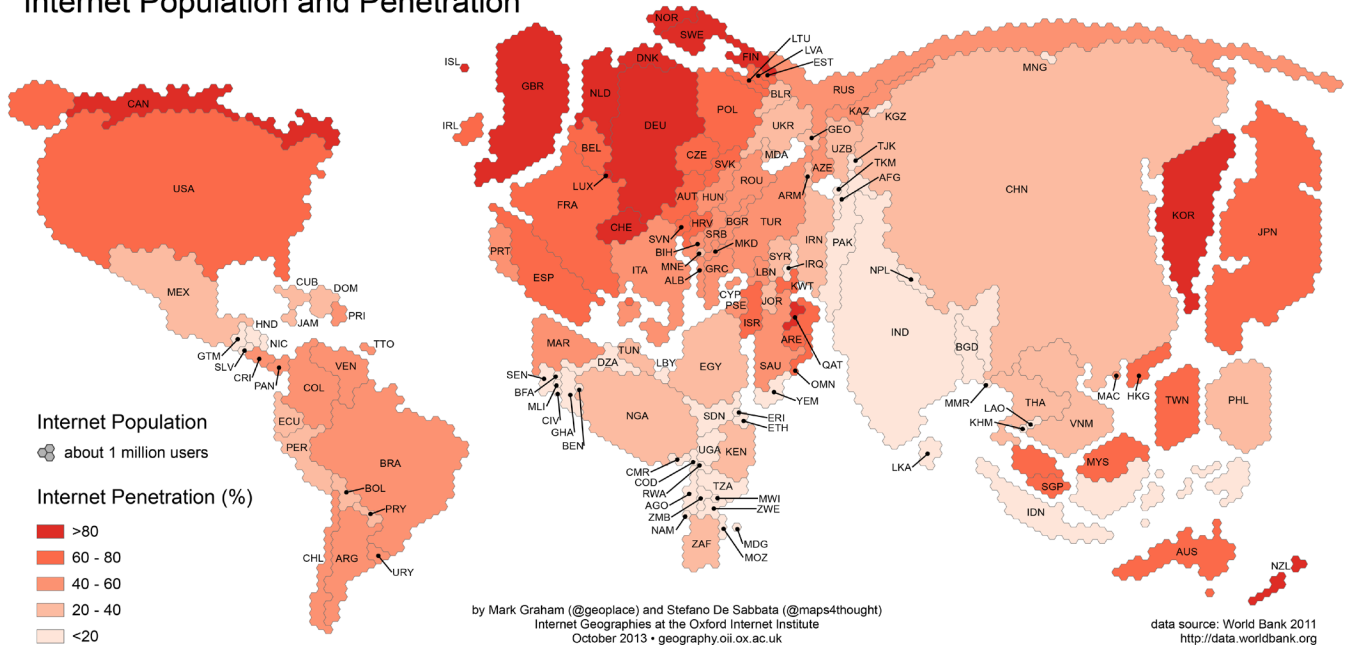 Internet Population and Penetration
NOR
SWE
FIN
LTU
LVA
EST
ISL
GBR
DNK
NLD
DEU
POL
BLR
RUS
MNG
CAN
IRL
UKR
KAZ
KGZ
GEO
BEL
CZE
SVK
MDA
UZB
TJK
AZE
TKM
AFG
USA
LUX
FRA
AUT
HUN
ROU
ARM
CHN
CHE
HRV
BGR
TUR
KOR
JPN
PRT
SVN
SRB
MKD
IRN
PAK
BIH
MNE
ALB
GRC
ITA
ESP
SYR
IRQ
LBN
NPL
KWT
MEX
CUB
DOM
JAM
PRI
CYP
PSE
JOR
ISR
HND
NIC
GTM
SLV
CRI
PAN
TTO
VEN
COL
MAR
DZA
TUN
LBY
EGY
ARE
SAU
QAT
OMN
YEM
IND
BGD
MMR
THA
LAO
KHM
VNM
MAC
HKG
TWN
PHL
SEN
BFA
MLI
CIV
GHA
BEN
NGA
SDN
ERI
ETH
ECU
PER
BRA
BOL
PRY
CMR
COD
RWA
AGO
ZMB
NAM
UGA
KEN
TZA
MWI
ZWE
LKA
MYS
SGP
IDN
CHL
ARG
URY
ZAF
MDG
MOZ
AUS
NZL
Internet Population
about 1 million users
Internet Penetration (%)
>80
60 - 80
40 - 60
20 - 40
<20
by Mark Graham (@geoplace) and Stefano De Sabbata (@maps4thought)
Internet Geographies at the Oxford Internet Institute
October 2013 • geography.oii.ox.ac.uk
data source: World Bank 2011
http://data.worldbank.org